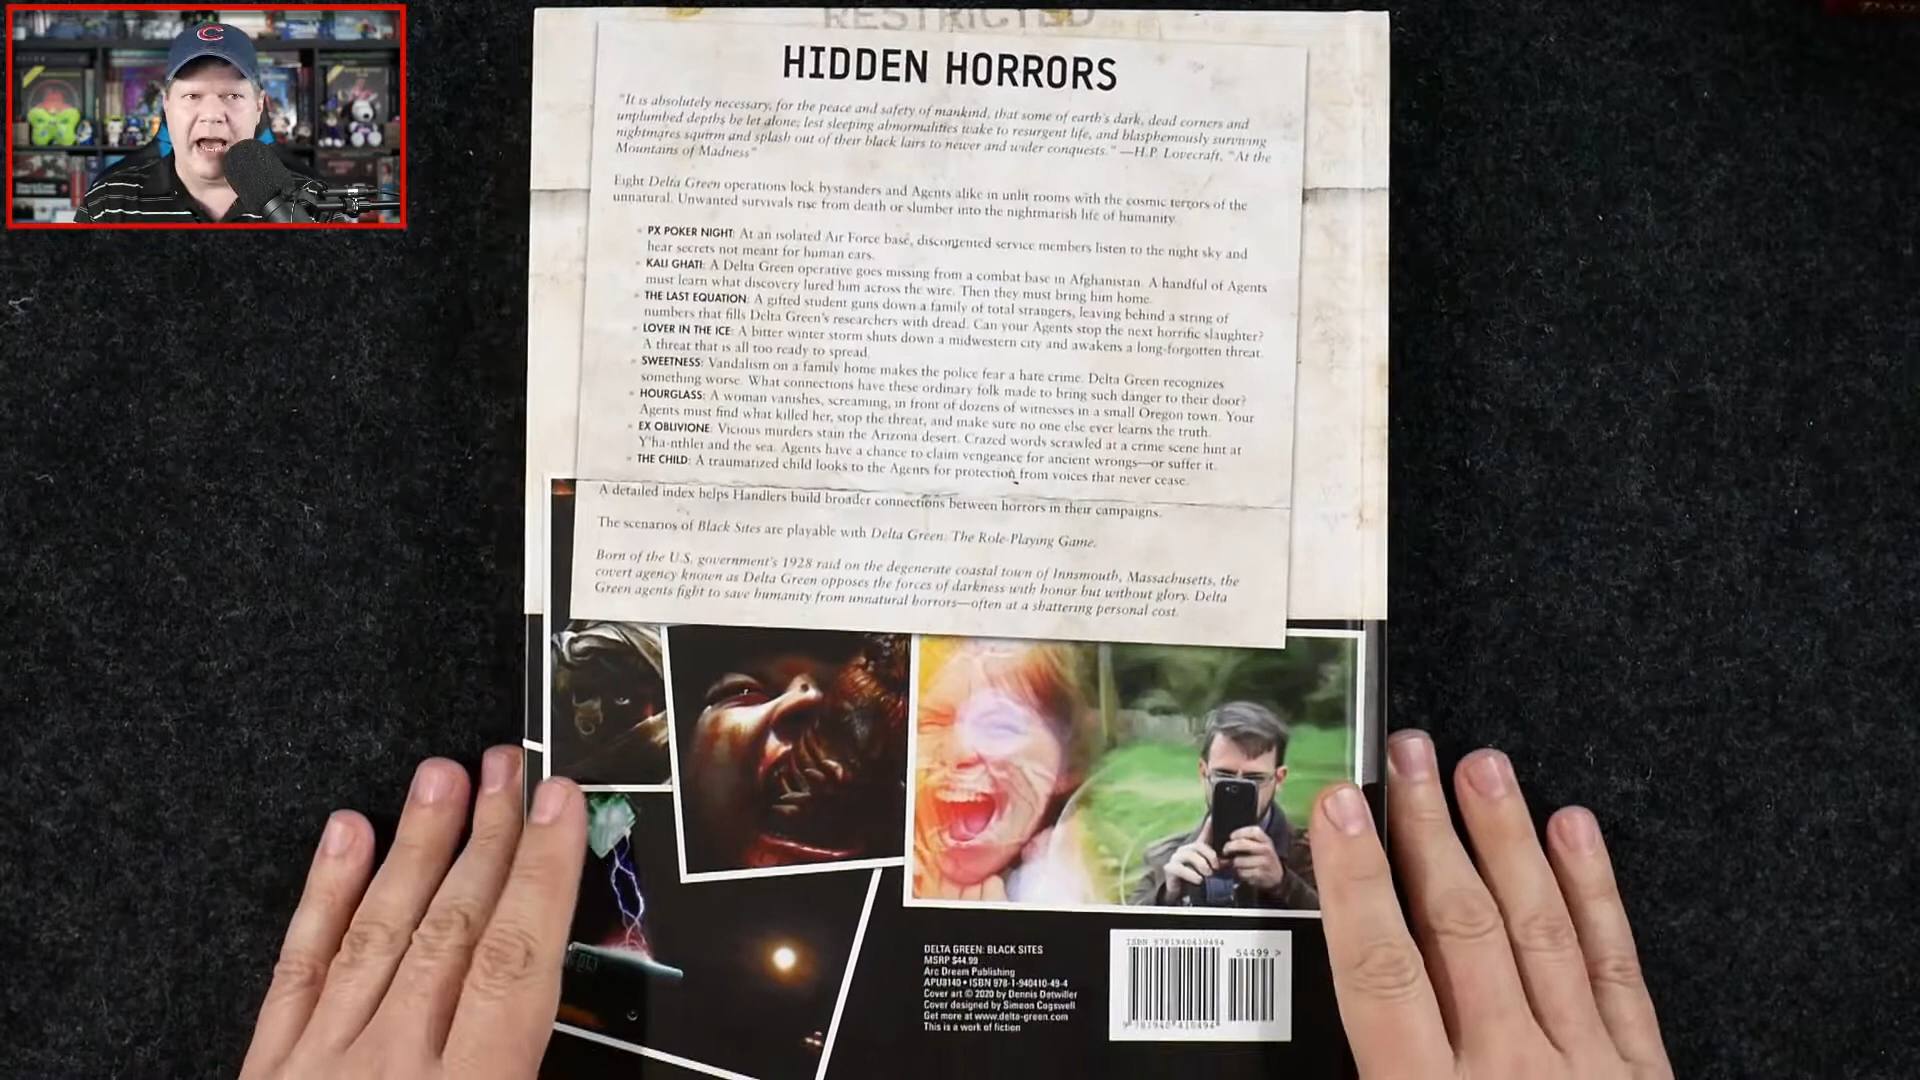 RESTRICTED
HIDDEN HORRORS
"It is absolutely necessary, for the peace and safety of mankind, that some of earth's dark, dead corners and
unplumbed depths be let alone; lest sleeping abnormalities wake to resurgent life, and blasphemously surviving
nightmares squirm and splash out of their black lairs to newer and wider conquests." —H.P. Lovecraft, "At the
Mountains of Madness"
Eight Delta Green operations lock bystanders and Agents alike in unlit rooms with the cosmic terrors of the
unnatural. Unwanted survivals rise from death or slumber into the nightmarish life of humanity.
PX POKER NIGHT: At an isolated Air Force base, discontented service members listen to the night sky and
hear secrets not meant for human ears.
KALI GHATI: A Delta Green operative goes missing from a combat base in Afghanistan. A handful of Agents
must learn what discovery lured him across the wire. Then they must bring him home.
THE LAST EQUATION: A gifted student guns down a family of total strangers, leaving behind a string of
numbers that fills Delta Green's researchers with dread. Can your Agents stop the next horrific slaughter?
LOVER IN THE ICE: A bitter winter storm shuts down a midwestern city and awakens a long-forgotten threat.
A threat that is all too ready to spread.
SWEETNESS: Vandalism on a family home makes the police fear a hate crime. Delta Green recognizes
something worse. What connections have these ordinary folk made to bring such danger to their door?
HOURGLASS: A woman vanishes, screaming, in front of dozens of witnesses in a small Oregon town. Your
Agents must find what killed her, stop the threat, and make sure no one else ever learns the truth.
EX OBLIVIONE: Vicious murders stain the Arizona desert. Crazed words scrawled at a crime scene hint at
Y'ha-nthlei and the sea. Agents have a chance to claim vengeance for ancient wrongs—or suffer it.
THE CHILD: A traumatized child looks to the Agents for protection from voices that never cease.
A detailed index helps Handlers build broader connections between horrors in their campaigns.
The scenarios of Black Sites are playable with Delta Green: The Role-Playing Game.
Born of the U.S. government's 1928 raid on the degenerate coastal town of Innsmouth, Massachusetts, the
covert agency known as Delta Green opposes the forces of darkness with honor but without glory. Delta
Green agents fight to save humanity from unnatural horrors—often at a shattering personal cost.
DELTA GREEN: BLACK SITES
MSRP $44.99
Arc Dream Publishing
APU8140 • ISBN 978-1-940410-49-4
Cover art © 2020 by Dennis Detwiller
Cover designed by Simeon Cogswell
Get more at www.delta-green.com
This is a work of fiction
ISBN 9781940410494
54499 >
9 781940 410494
C